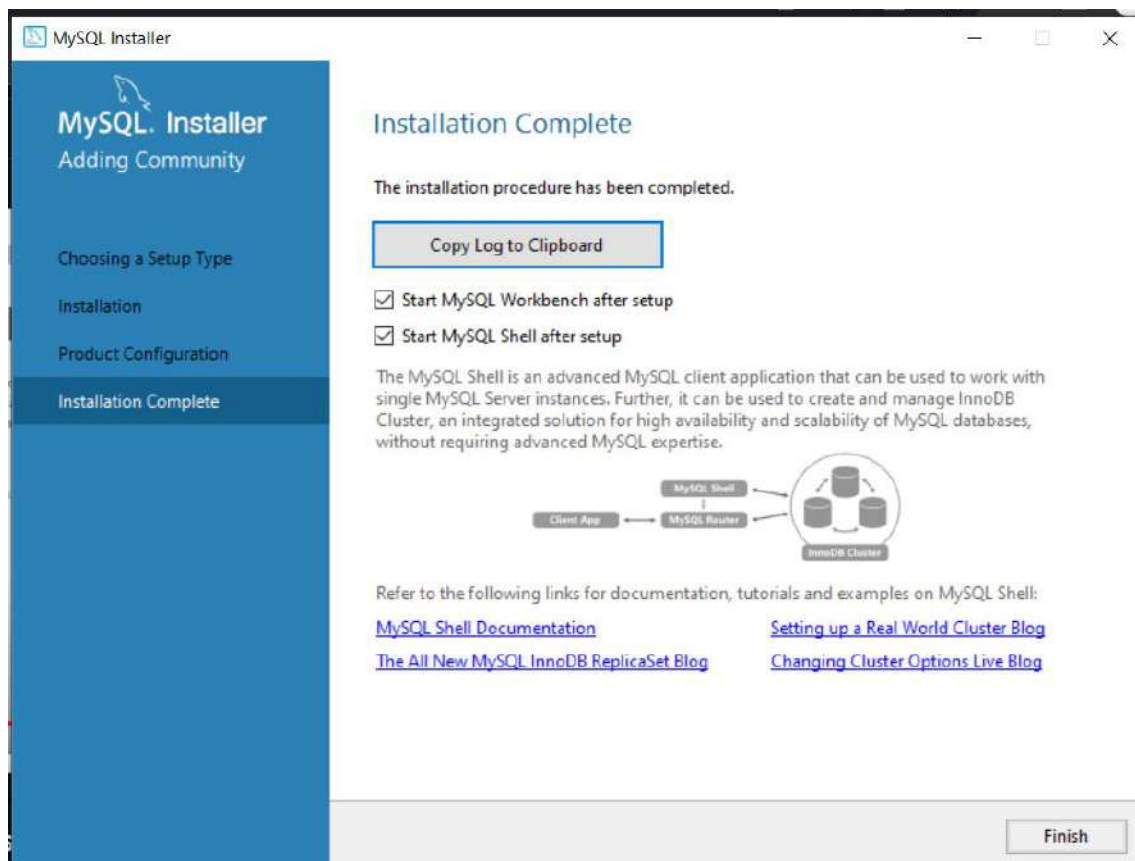 MySQL Installer
MySQL. Installer
Adding Community
Choosing a Setup Type
Installation
Product Configuration
Installation Complete
Installation Complete
The installation procedure has been completed.
Copy Log to Clipboard
Start MySQL Workbench after setup
Start MySQL Shell after setup
The MySQL Shell is an advanced MySQL client application that can be used to work with
single MySQL Server instances. Further, it can be used to create and manage InnoDB
Cluster, an integrated solution for high availability and scalability of MySQL databases,
without requiring advanced MySQL expertise.
MySQL Shell
Client App
MySQL Router
InnoDB Cluster
Refer to the following links for documentation, tutorials and examples on MySQL Shell:
MySQL Shell Documentation
Setting up a Real World Cluster Blog
The All New MySQL InnoDB ReplicaSet Blog
Changing Cluster Options Live Blog
Finish